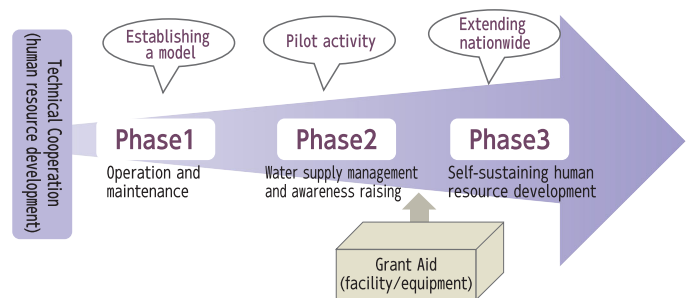 Technical Cooperation
(human resource development)
Establishing
a model
Pilot activity
Extending
nationwide
Phase1
Phase2
Phase3
Operation and
maintenance
Water supply management
and awareness raising
Self-sustaining human
resource development
Grant Aid
(facility/equipment)